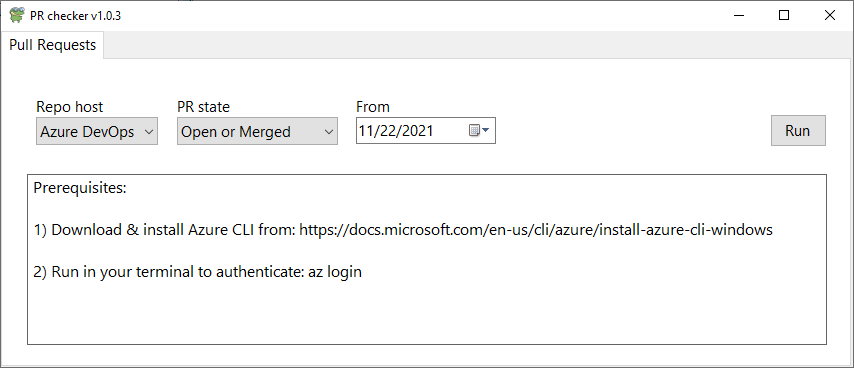 PR checker v1.0.3
Pull Requests
Repo host
PR state
From
Azure DevOps
Open or Merged
11/22/2021
Run
Prerequisites:
1) Download & install Azure CLI from: https://docs.microsoft.com/en-us/cli/azure/install-azure-cli-windows
2) Run in your terminal to authenticate: az login